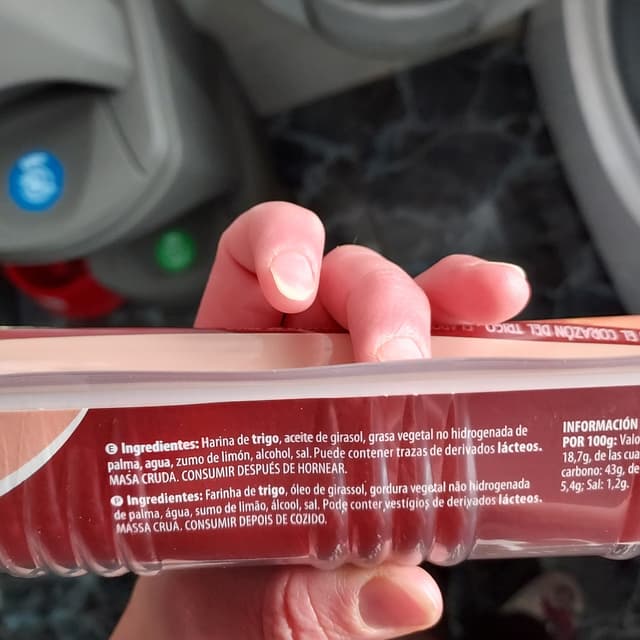 EL CORAZÓN DEL TRIGO
E Ingredientes: Harina de trigo, aceite de girasol, grasa vegetal no hidrogenada de
palma, agua, zumo de limón, alcohol, sal. Puede contener trazas de derivados lácteos.
MASA CRUDA. CONSUMIR DESPUÉS DE HORNEAR.
P Ingredientes: Farinha de trigo, óleo de girassol, gordura vegetal não hidrogenada
de palma, água, sumo de limão, álcool, sal. Pode conter vestígios de derivados lácteos.
MASSA CRUA. CONSUMIR DEPOIS DE COZIDO.
INFORMACIÓN
POR 100g: Valo
18,7g, de las cua
carbono: 43g, de
5,4g; Sal: 1,2g.